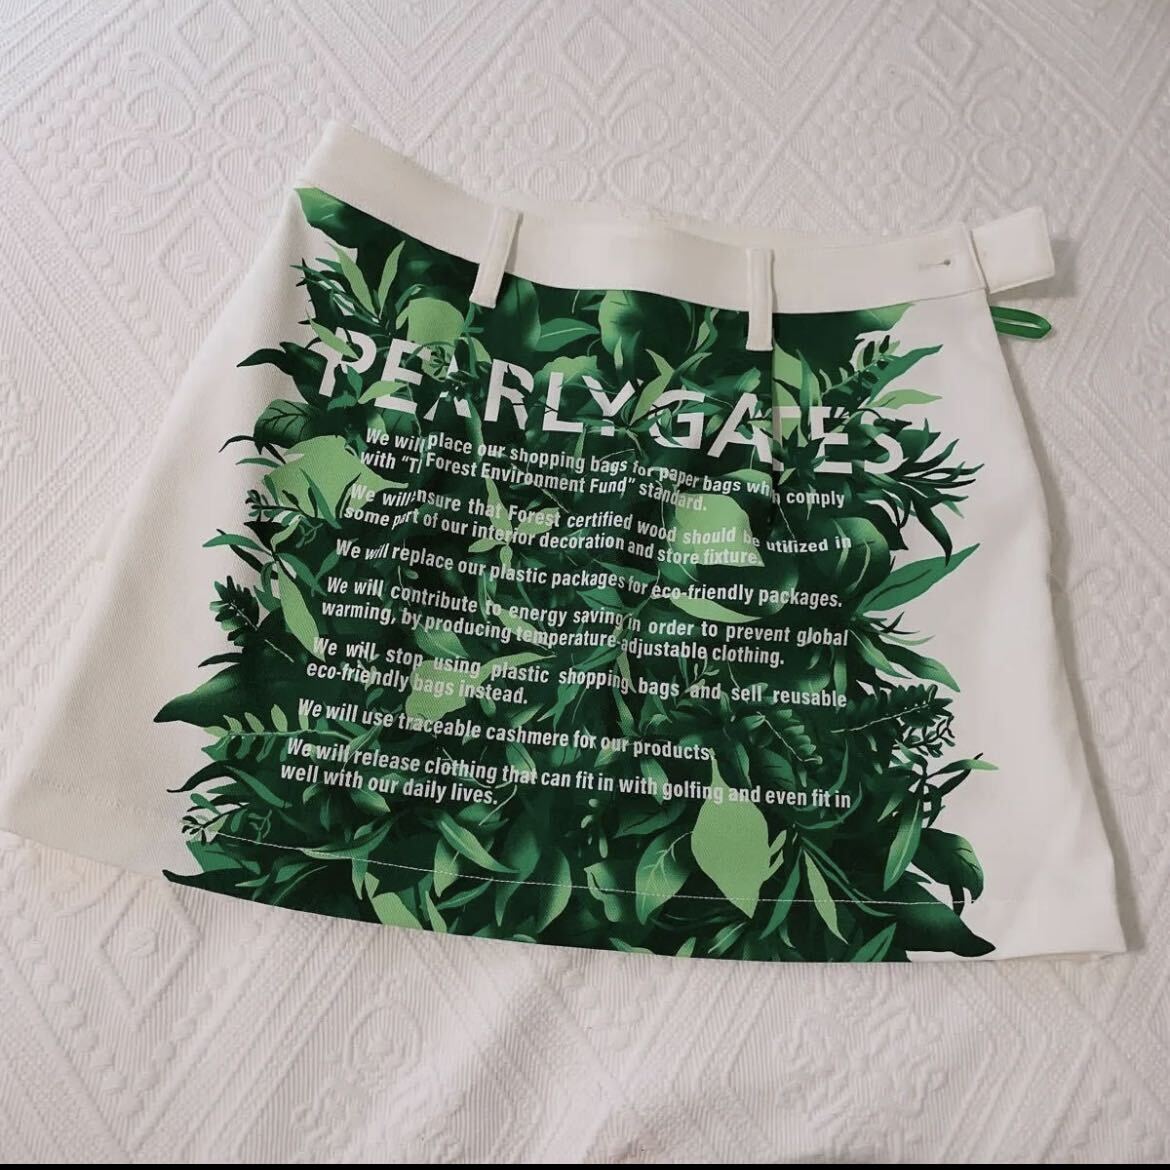 PEARLY GATES
We will place our shopping bags for paper bags whn comply
with "T Forest Environment Fund" standard.
We will ensure that Forest certified wood should be utilized in
some part of our interior decoration and store fixture.
We will replace our plastic packages for eco-friendly packages.
We will contribute to energy saving in order to prevent global
warming, by producing temperature-adjustable clothing.
We will stop using plastic shopping bags and sell reusable
eco-friendly bags instead.
We will use traceable cashmere for our products.
We will release clothing that can fit in with golfing and even fit in
well with our daily lives.